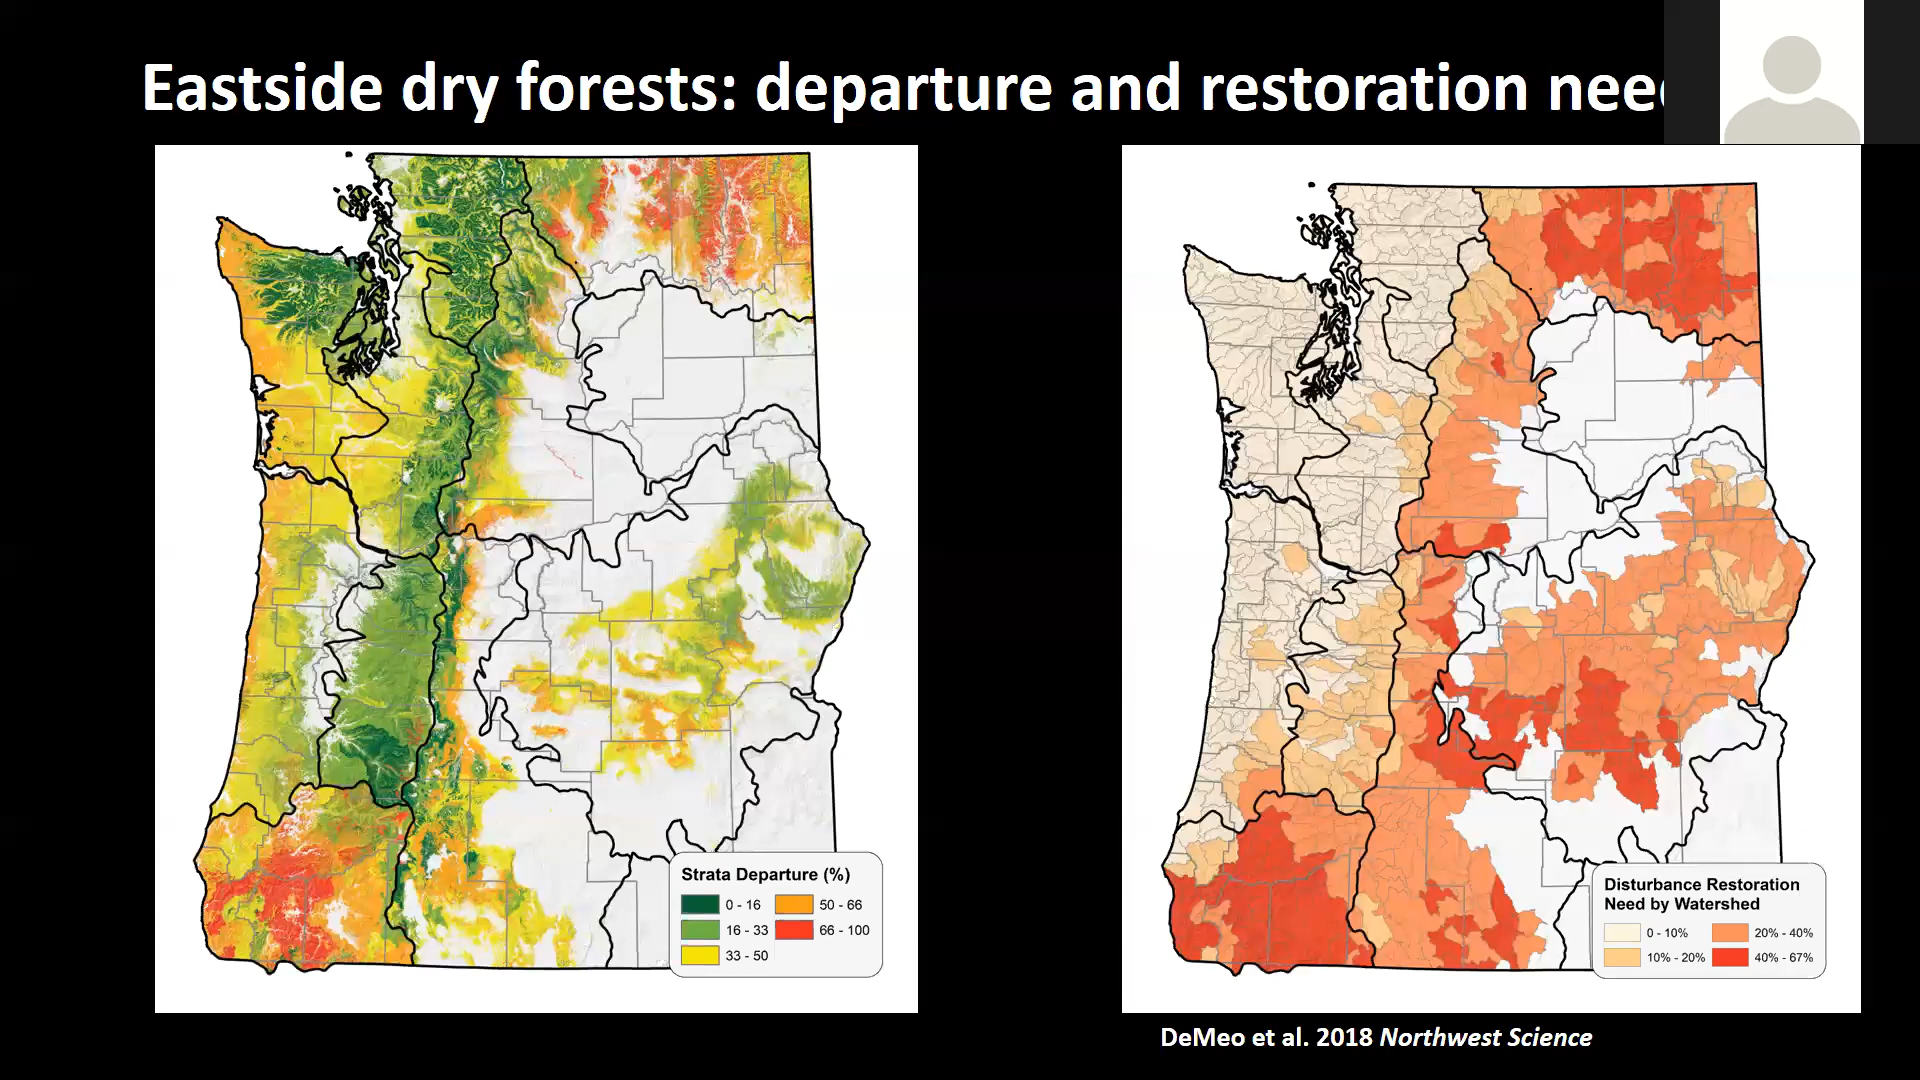 Eastside dry forests: departure and restoration nee
Strata Departure (%)
0 - 16
50 - 66
16 - 33
66 - 100
33 - 50
Disturbance Restoration
Need by Watershed
0 - 10%
20% - 40%
10% - 20%
40% - 67%
DeMeo et al. 2018 Northwest Science